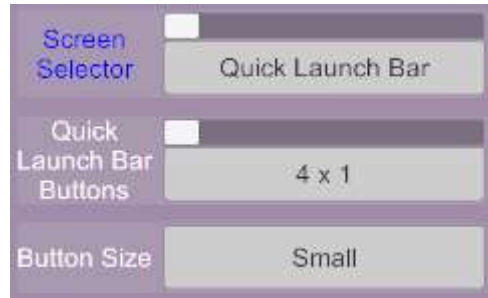 Screen
Selector
Quick Launch Bar
Quick
Launch Bar
Buttons
4 x 1
Button Size
Small